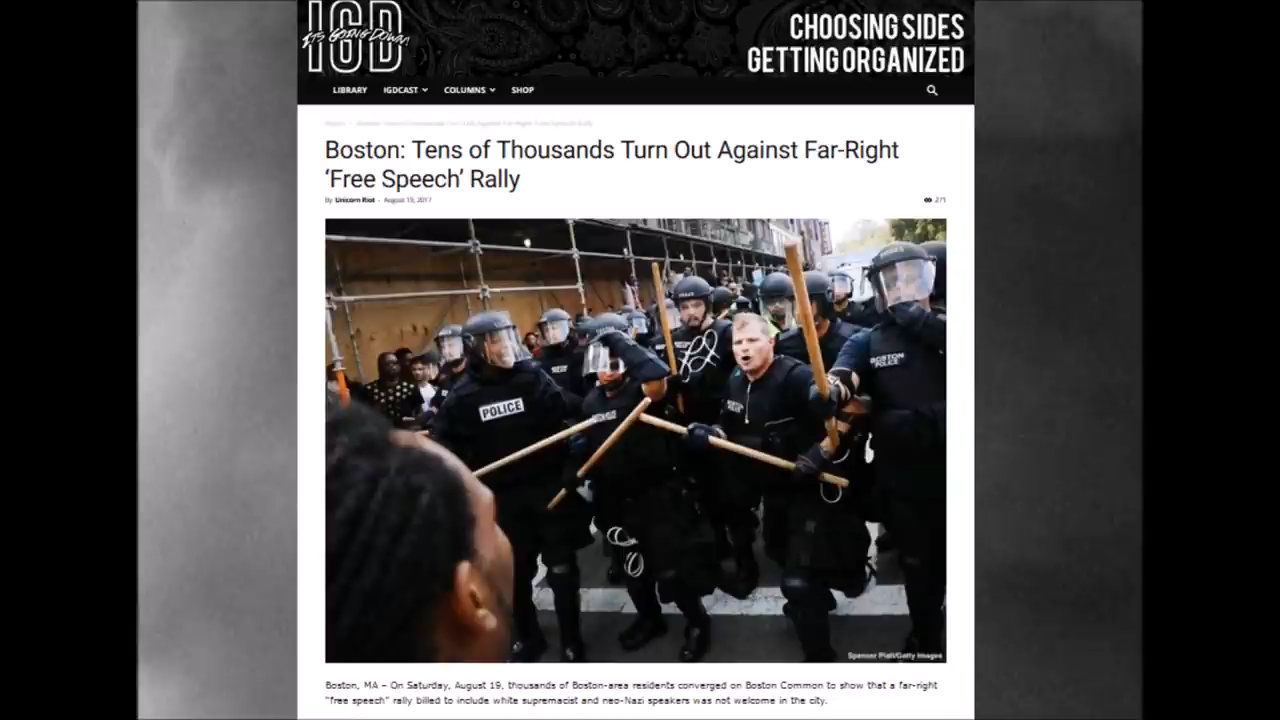 IGD
IT'S GOING DOWN
CHOOSING SIDES
GETTING ORGANIZED
LIBRARY IGDCAST COLUMNS SHOP
Boston: Tens of Thousands Turn Out Against Far-Right
‘Free Speech’ Rally
By Unicorn Riot - August 19, 2017 271
POLICE
BOSTON
POLICE
Spencer Platt/Getty Images
Boston, MA – On Saturday, August 19, thousands of Boston-area residents converged on Boston Common to show that a far-right
"free speech" rally billed to include white supremacist and neo-Nazi speakers was not welcome in the city.